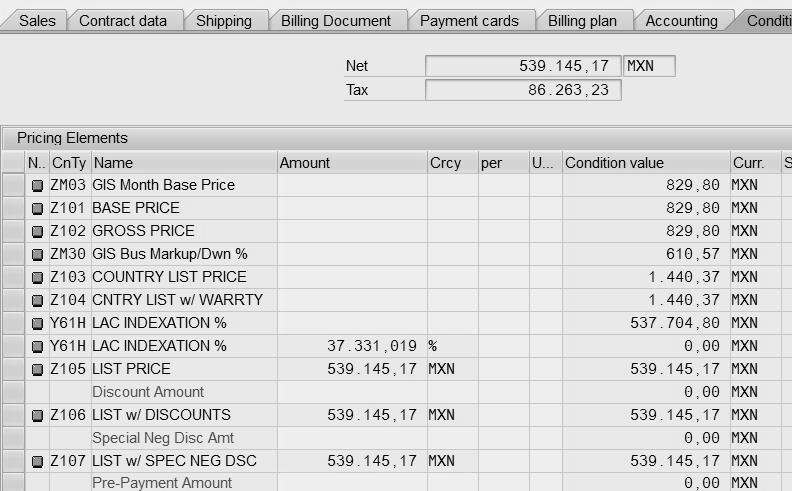 Sales Contract data Shipping Billing Document Payment cards Billing plan Accounting Conditi
Net 539.145,17 MXN
Tax 86.263,23
Pricing Elements
N.. CnTy Name Amount Crcy per U... Condition value Curr. S
ZM03 GIS Month Base Price 829,80 MXN
Z101 BASE PRICE 829,80 MXN
Z102 GROSS PRICE 829,80 MXN
ZM30 GIS Bus Markup/Dwn % 610,57 MXN
Z103 COUNTRY LIST PRICE 1.440,37 MXN
Z104 CNTRY LIST w/ WARRTY 1.440,37 MXN
Y61H LAC INDEXATION % 537.704,80 MXN
Y61H LAC INDEXATION % 37.331,019 % 0,00 MXN
Z105 LIST PRICE 539.145,17 MXN 539.145,17 MXN
Discount Amount 0,00 MXN
Z106 LIST w/ DISCOUNTS 539.145,17 MXN 539.145,17 MXN
Special Neg Disc Amt 0,00 MXN
Z107 LIST w/ SPEC NEG DSC 539.145,17 MXN 539.145,17 MXN
Pre-Payment Amount 0,00 MXN